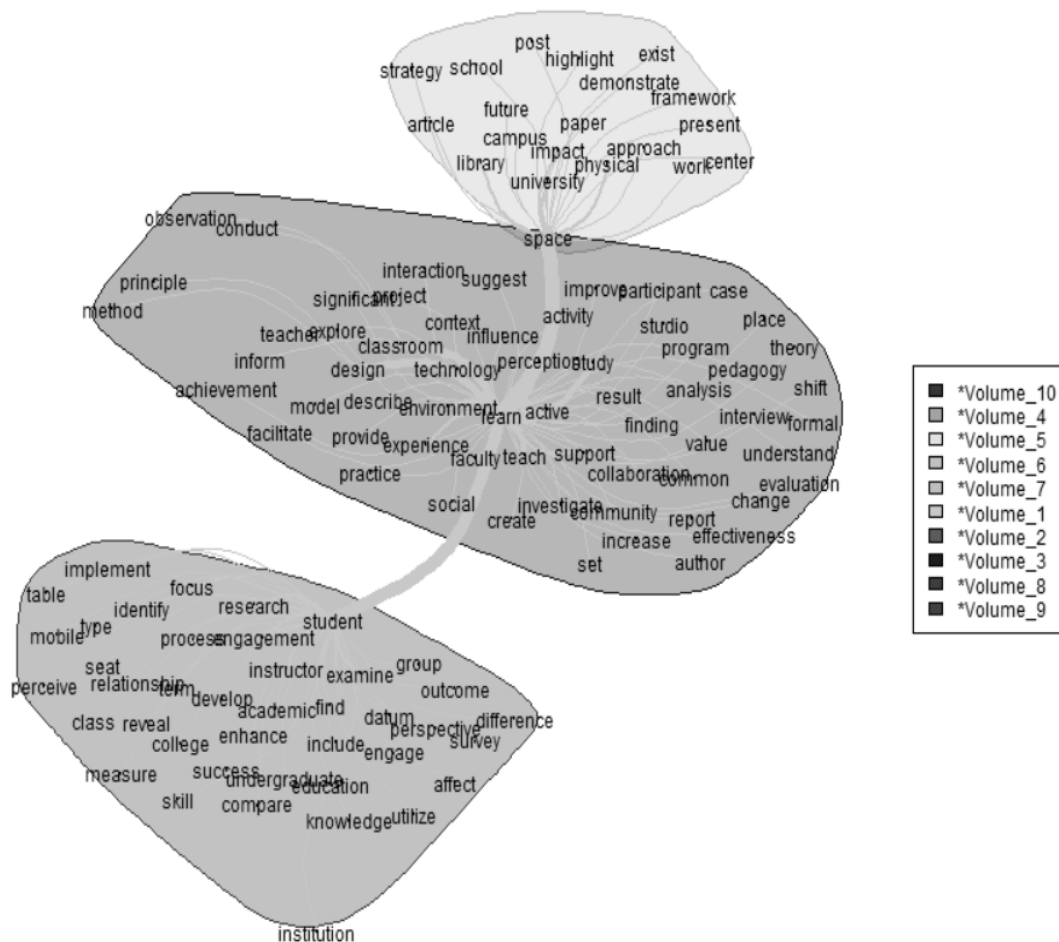 post
highlight
exist
strategy
school
demonstrate
framework
future
article
paper
present
campus
impact
approach
library
physical
work
center
university
space
observation
conduct
interaction
suggest
principle
improve
participant
case
significant
project
method
activity
context
studio
place
teacher
explore
influence
classroom
program
theory
inform
design
technology
perception
study
pedagogy
achievement
analysis
shift
model
describe
environment
result
learn
active
interview
formal
facilitate
provide
experience
finding
value
faculty
teach
support
understand
practice
collaboration
common
evaluation
social
investigate
community
change
create
report
increase
effectiveness
set
author
implement
table
focus
identify
research
mobile
type
process
engagement
student
seat
instructor
examine
group
perceive
relationship
term
develop
outcome
class
reveal
academic
find
datum
perspective
difference
college
enhance
include
engage
survey
measure
success
undergraduate
education
affect
skill
compare
knowledge
utilize
institution
*Volume_10
*Volume_4
*Volume_5
*Volume_6
*Volume_7
*Volume_1
*Volume_2
*Volume_3
*Volume_8
*Volume_9